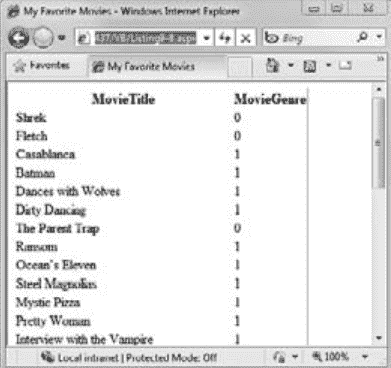 My Favorite Movies - Windows Internet Explorer
Bing
Favorites My Favorite Movies
MovieTitle MovieGenre
Shrek 0
Fletch 0
Casablanca 1
Batman 1
Dances with Wolves 1
Dirty Dancing 1
The Parent Trap 0
Ransom 1
Ocean's Eleven 1
Steel Magnolias 1
Mystic Pizza 1
Pretty Woman 1
Interview with the Vampire 1
Local intranet | Protected Mode: Off 100%